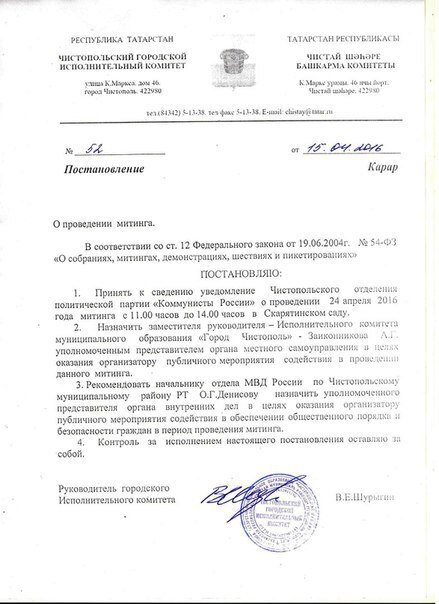 РЕСПУБЛИКА ТАТАРСТАН
ЧИСТОПОЛЬСКИЙ ГОРОДСКОЙ
ИСПОЛНИТЕЛЬНЫЙ КОМИТЕТ
улица К.Маркса, дом 46.
город Чистополь, 422980
ТАТАРСТАН РЕСПУБЛИКАСЫ
ЧИСТАЙ ШӘҺӘРЕ
БАШКАРМА КОМИТЕТЫ
К.Маркс урамы, 46 нчы йорт.
Чистай шәһәре, 422980
тел.(84342) 5-13-38. тел факс 5-13-38. E-mail: chistay@tatar.ru
№ 52 от 15.04.2016
Постановление Карар
О проведении митинга.
В соответствии со ст. 12 Федерального закона от 19.06.2004г. № 54-ФЗ
«О собраниях, митингах, демонстрациях, шествиях и пикетированиях»
ПОСТАНОВЛЯЮ:
1. Принять к сведению уведомление Чистопольского отделения
политической партии «Коммунисты России» о проведении 24 апреля 2016
года митинга с 11.00 часов до 14.00 часов в Скарятинском саду.
2. Назначить заместителя руководителя – Исполнительного комитета
муниципального образования «Город Чистополь» - Заиконникова А.Г.
уполномоченным представителем органа местного самоуправления в целях
оказания организатору публичного мероприятия содействия в проведении
данного митинга.
3. Рекомендовать начальнику отдела МВД России по Чистопольскому
муниципальному району РТ О.Г.Денисову назначить уполномоченного
представителя органа внутренних дел в целях оказания организатору
публичного мероприятия содействия в обеспечении общественного порядка и
безопасности граждан в период проведения митинга.
4. Контроль за исполнением настоящего постановления оставляю за
собой.
Руководитель городского
Исполнительного комитета В.Е.Шурыгин
ЧИСТОПОЛЬСКИЙ
ГОРОДСКОЙ
ИСПОЛНИТЕЛЬНЫЙ
КОМИТЕТ